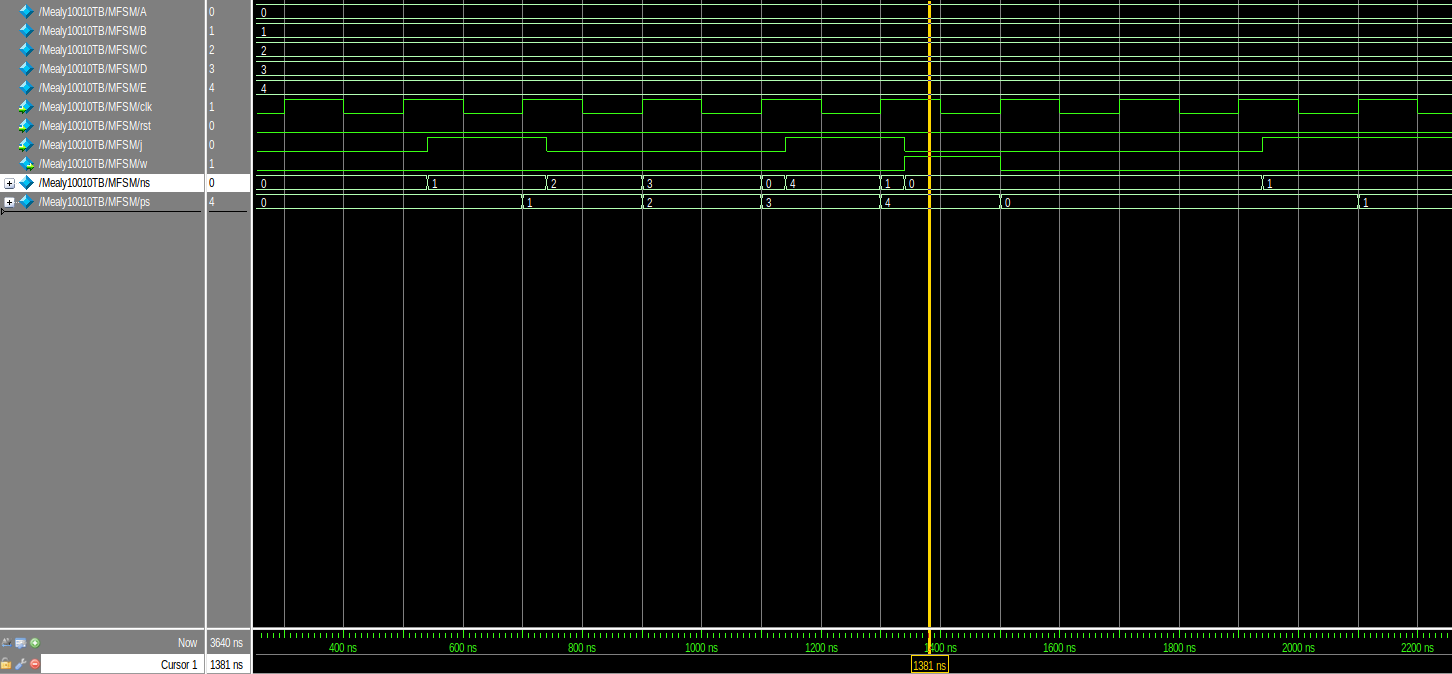 /Mealy10010TB/MFSM/A 0 0
/Mealy10010TB/MFSM/B 1 1
/Mealy10010TB/MFSM/C 2 2
/Mealy10010TB/MFSM/D 3 3
/Mealy10010TB/MFSM/E 4 4
/Mealy10010TB/MFSM/clk 1
/Mealy10010TB/MFSM/rst 0
/Mealy10010TB/MFSM/j 0
/Mealy10010TB/MFSM/w 1
/Mealy10010TB/MFSM/ns 0 0 1 2 3 0 4 1 0 1
/Mealy10010TB/MFSM/ps 4 0 1 2 3 4 0 1
Now 3640 ns 400 ns 600 ns 800 ns 1000 ns 1200 ns 1400 ns 1600 ns 1800 ns 2000 ns 2200 ns
Cursor 1 1381 ns 1381 ns